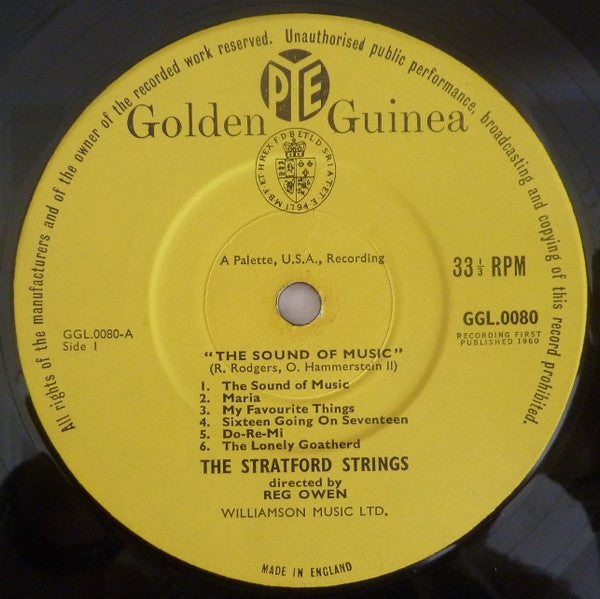 All rights of the manufacturers and of the owner of the recorded work reserved. Unauthorised public performance, broadcasting and copying of this record prohibited.
PYE
Golden Guinea
1794
A Palette, U.S.A., Recording
33 1/3 RPM
GGL.0080-A
Side 1
GGL.0080
RECORDING FIRST
PUBLISHED 1960
"THE SOUND OF MUSIC"
(R. Rodgers, O. Hammerstein II)
1. The Sound of Music
2. Maria
3. My Favourite Things
4. Sixteen Going On Seventeen
5. Do-Re-Mi
6. The Lonely Goatherd
THE STRATFORD STRINGS
directed by
REG OWEN
WILLIAMSON MUSIC LTD.
MADE IN ENGLAND